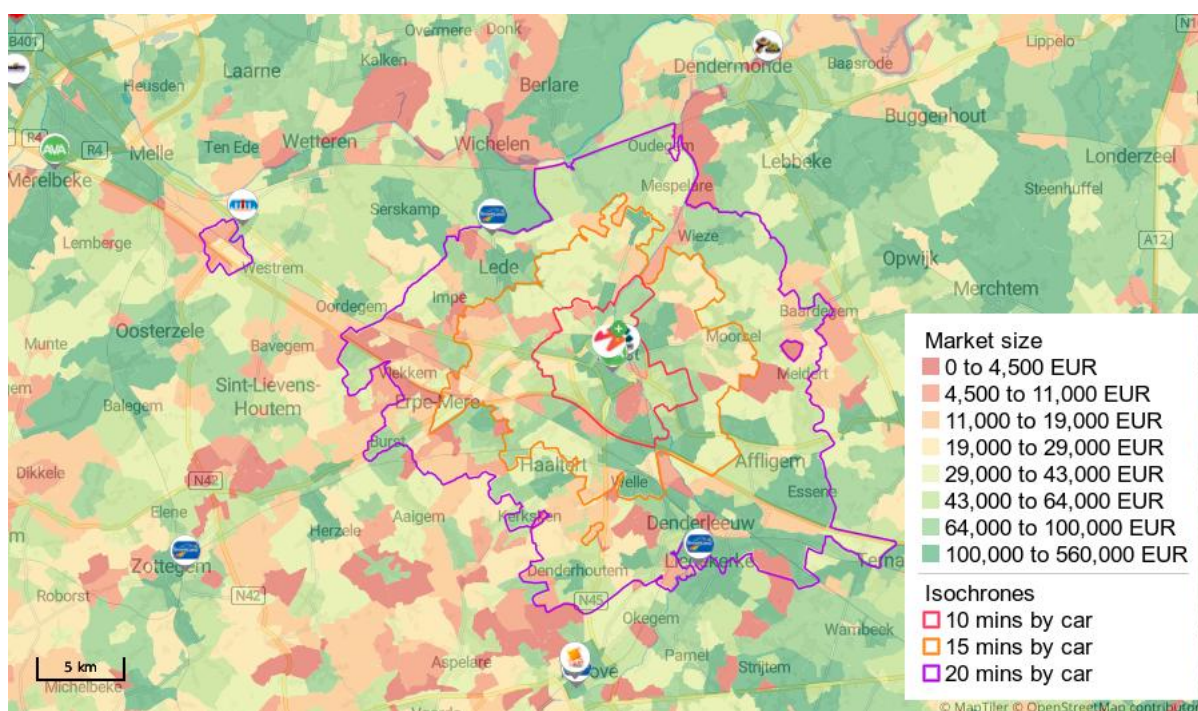 Overmere
Donk
N16
B401
Lippelo
Kalken
Laarne
Dendermonde
Baasrode
Heusden
Berlare
Buggenhout
R4
R4
AVA
Melle
Ten Ede
Wetteren
Wichelen
Oudegem
Lebbeke
Londerzeel
Merelbeke
Mespelare
Steenhuffel
Serskamp
Lemberge
Wieze
A12
Westrem
Lede
Opwijk
Impe
Merchtem
Oordegem
Baardegem
Oosterzele
Munte
Bavegem
Moorsel
Vlekkem
Meldert
Sint-Lievens-
Houtem
Balegem
Erpe-Mere
Burst
Haaltert
Affligem
Dikkele
N42
Welle
Essene
Elene
Herzele
Aaigem
Kerksken
Denderleeuw
Zottegem
Denderhoutem
Liedekerke
Roborst
N42
N45
Okegem
Wambeek
5 km
Aspelare
Pamel
Strijtem
Michelbeke
Market size
0 to 4,500 EUR
4,500 to 11,000 EUR
11,000 to 19,000 EUR
19,000 to 29,000 EUR
29,000 to 43,000 EUR
43,000 to 64,000 EUR
64,000 to 100,000 EUR
100,000 to 560,000 EUR
Isochrones
10 mins by car
15 mins by car
20 mins by car
© MapTiler © OpenStreetMap contributor